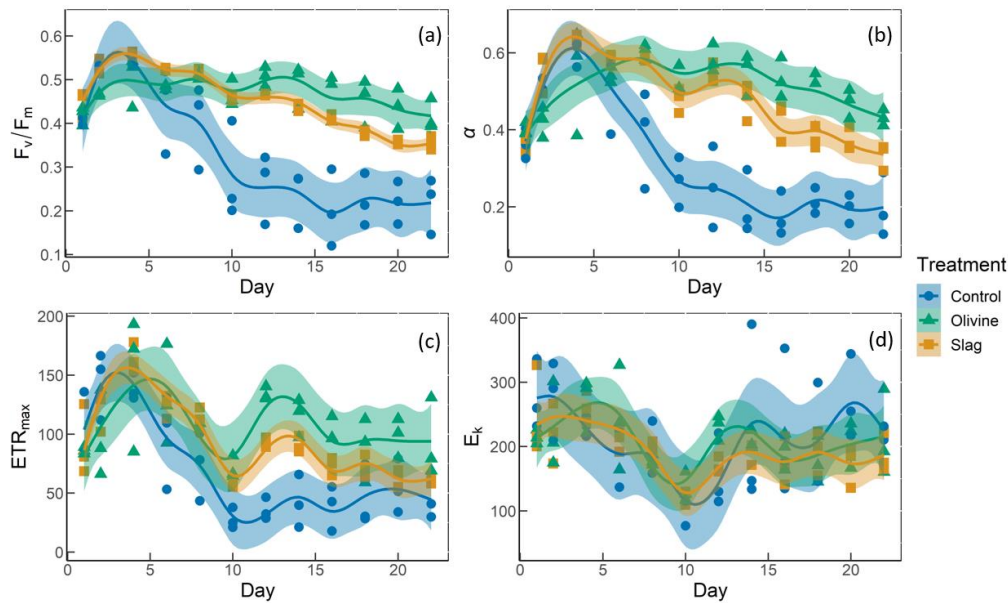 (a)
0.6
0.5
0.4
0.3
0.2
0.1
Fv/Fm
0 5 10 15 20
Day
(b)
0.6
0.4
0.2
α
0 5 10 15 20
Day
Treatment
Control
Olivine
Slag
(c)
200
150
100
50
0
ETRmax
0 5 10 15 20
Day
(d)
400
300
200
100
Ek
0 5 10 15 20
Day